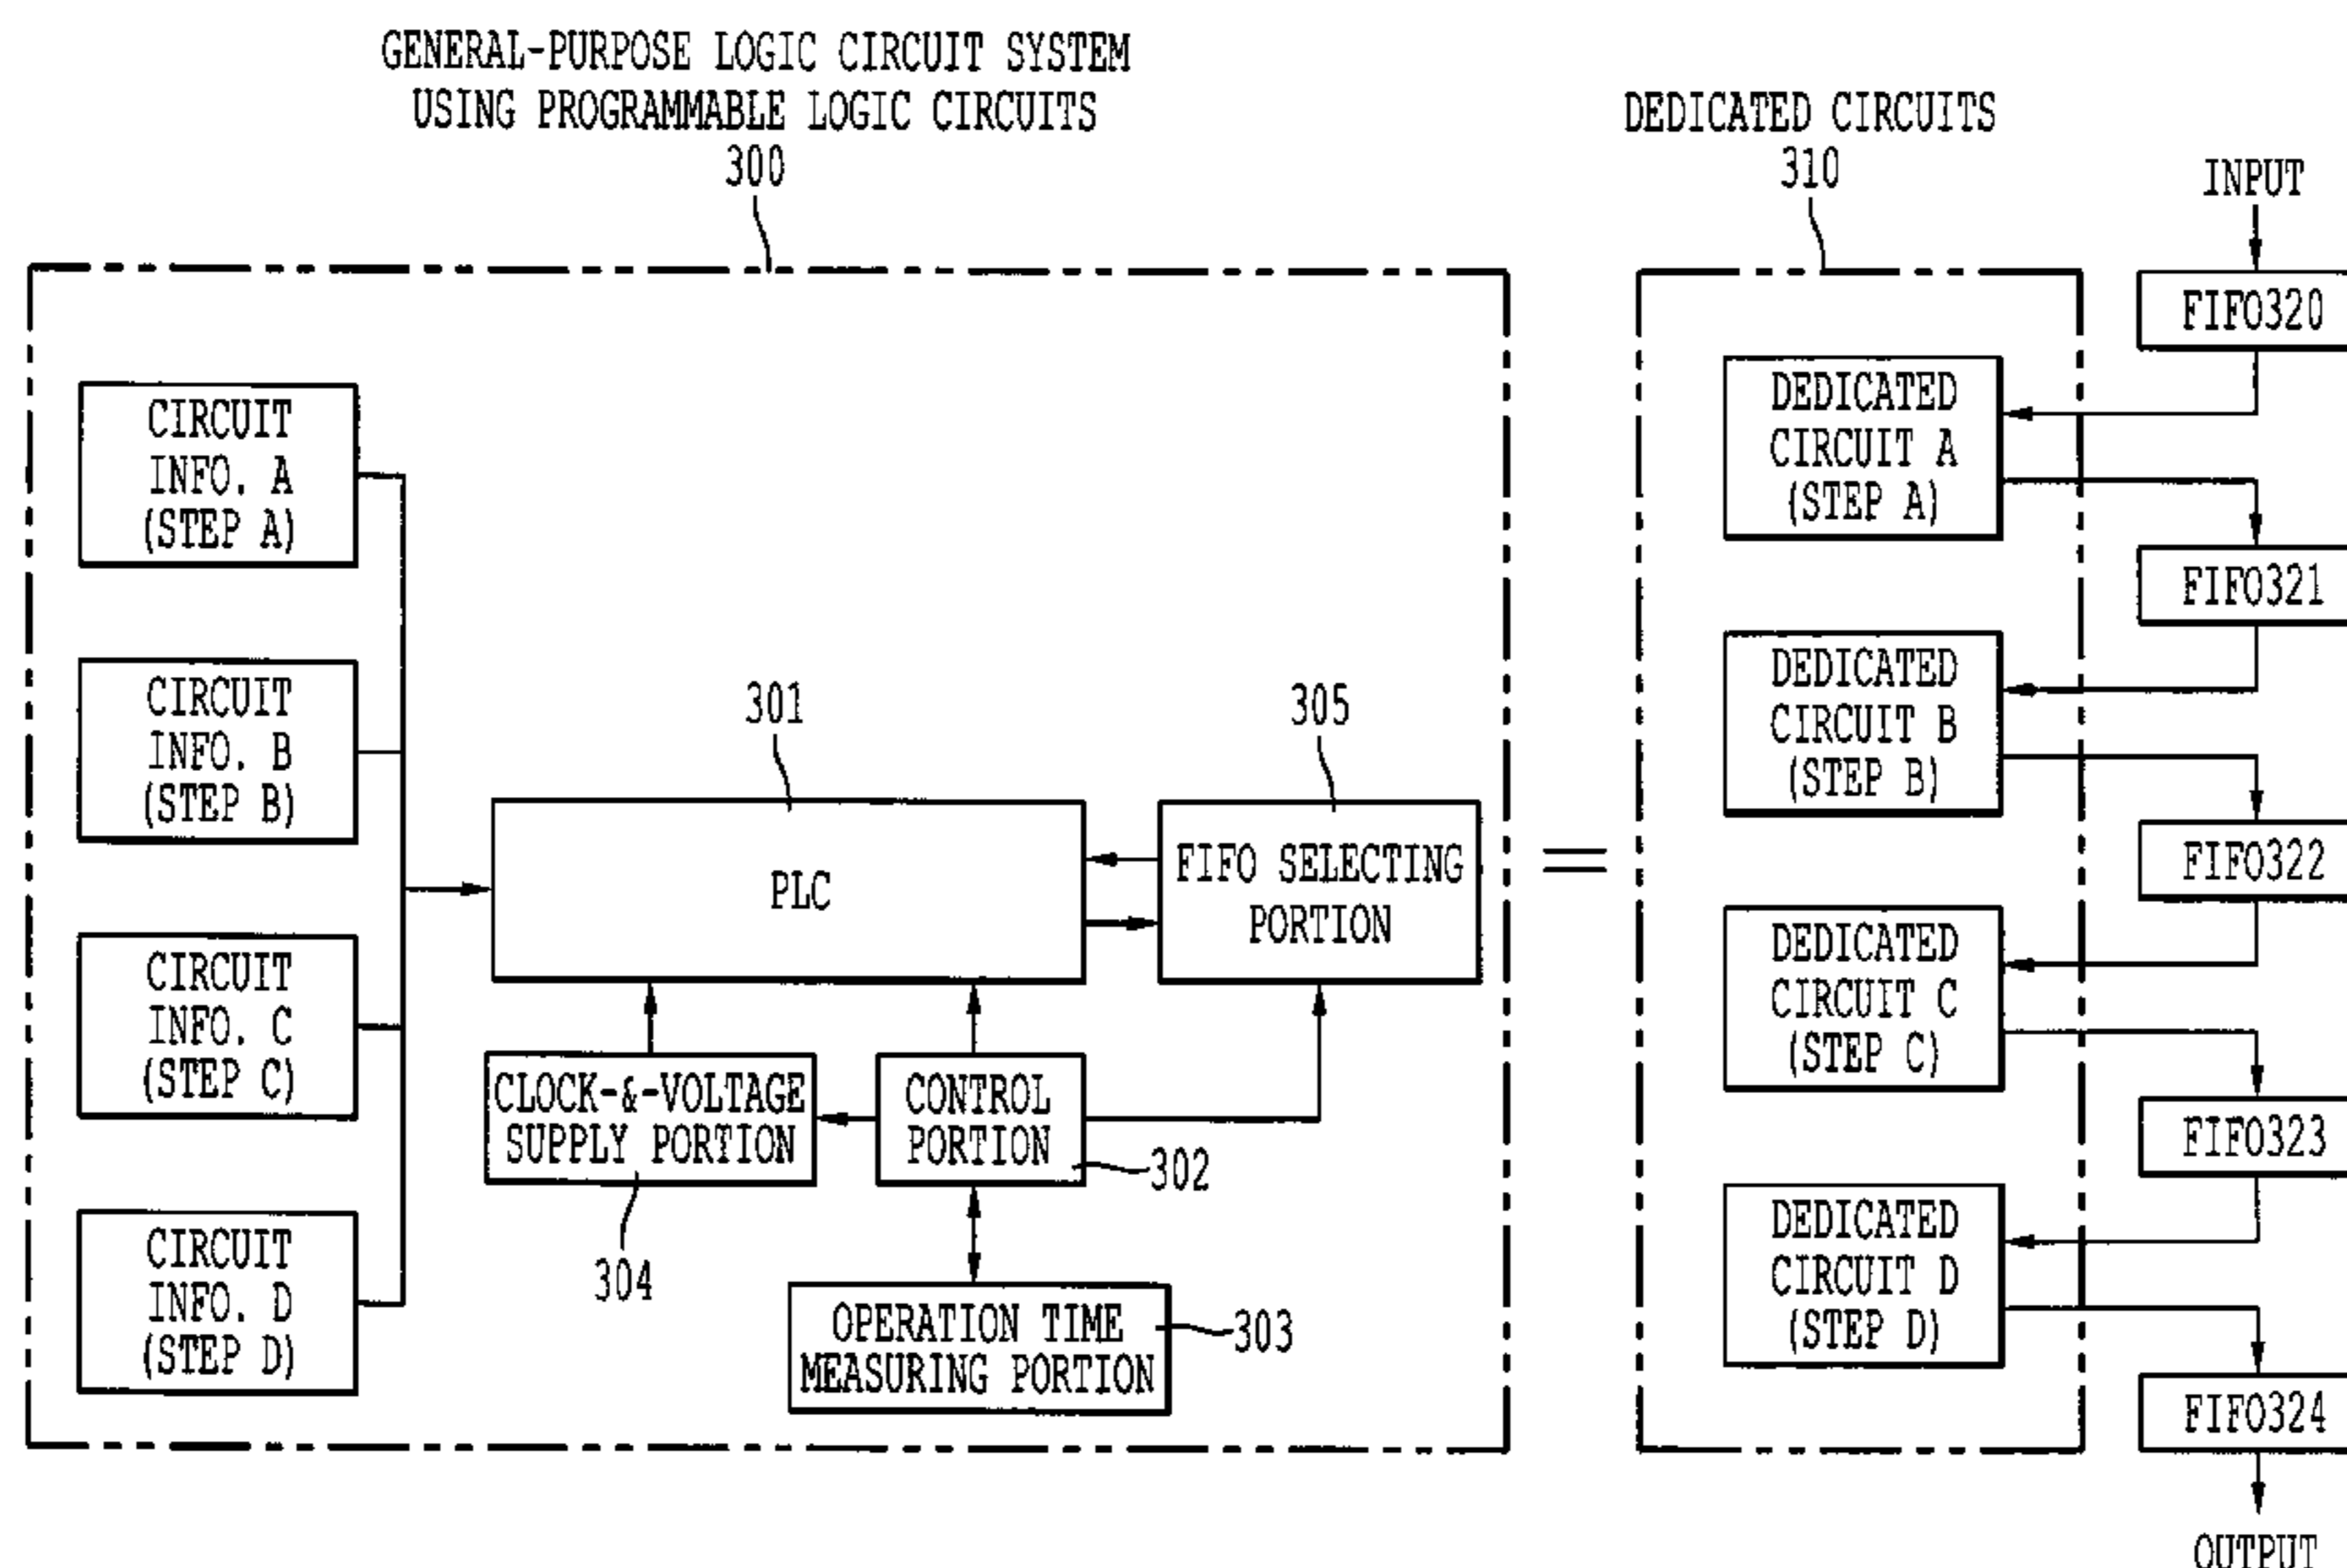 GENERAL-PURPOSE LOGIC CIRCUIT SYSTEM
USING PROGRAMMABLE LOGIC CIRCUITS
300
CIRCUIT
INFO. A
(STEP A)
CIRCUIT
INFO. B
(STEP B)
CIRCUIT
INFO. C
(STEP C)
CIRCUIT
INFO. D
(STEP D)
301
PLC
305
FIFO SELECTING
PORTION
CLOCK-&-VOLTAGE
SUPPLY PORTION
304
CONTROL
PORTION
302
OPERATION TIME
MEASURING PORTION
303
=
DEDICATED CIRCUITS
310
DEDICATED
CIRCUIT A
(STEP A)
DEDICATED
CIRCUIT B
(STEP B)
DEDICATED
CIRCUIT C
(STEP C)
DEDICATED
CIRCUIT D
(STEP D)
INPUT
FIFO320
FIFO321
FIFO322
FIFO323
FIFO324
OUTPUT